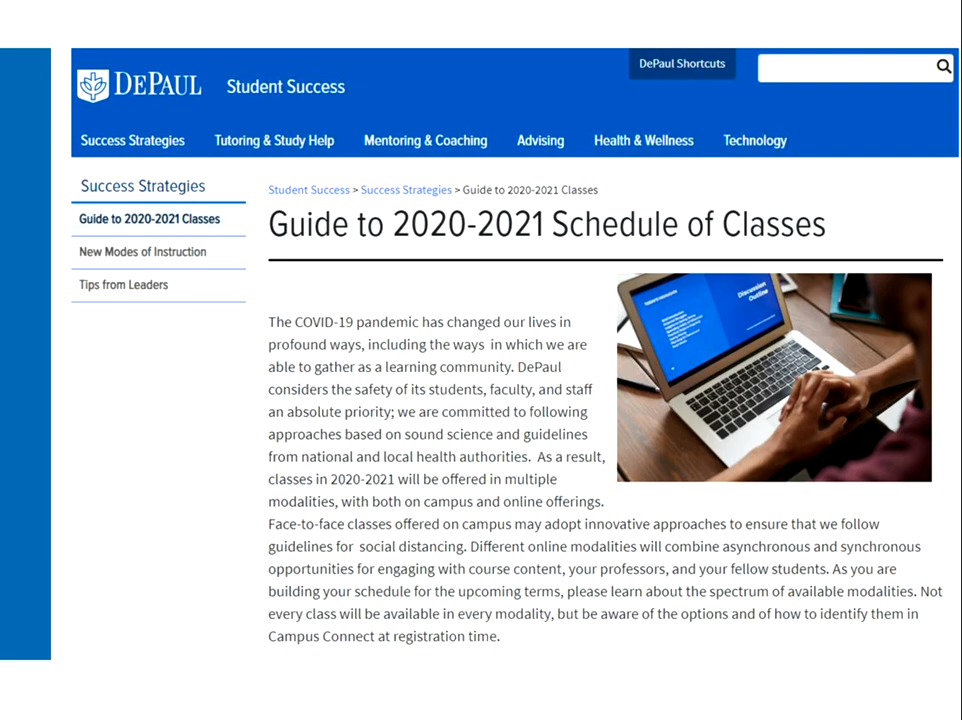 DePaul Shortcuts
DEPAUL Student Success
Success Strategies Tutoring & Study Help Mentoring & Coaching Advising Health & Wellness Technology
Success Strategies
Guide to 2020-2021 Classes
New Modes of Instruction
Tips from Leaders
Student Success > Success Strategies > Guide to 2020-2021 Classes
Guide to 2020-2021 Schedule of Classes
The COVID-19 pandemic has changed our lives in
profound ways, including the ways in which we are
able to gather as a learning community. DePaul
considers the safety of its students, faculty, and staff
an absolute priority; we are committed to following
approaches based on sound science and guidelines
from national and local health authorities. As a result,
classes in 2020-2021 will be offered in multiple
modalities, with both on campus and online offerings.
Face-to-face classes offered on campus may adopt innovative approaches to ensure that we follow
guidelines for social distancing. Different online modalities will combine asynchronous and synchronous
opportunities for engaging with course content, your professors, and your fellow students. As you are
building your schedule for the upcoming terms, please learn about the spectrum of available modalities. Not
every class will be available in every modality, but be aware of the options and of how to identify them in
Campus Connect at registration time.
Discussion
Outline